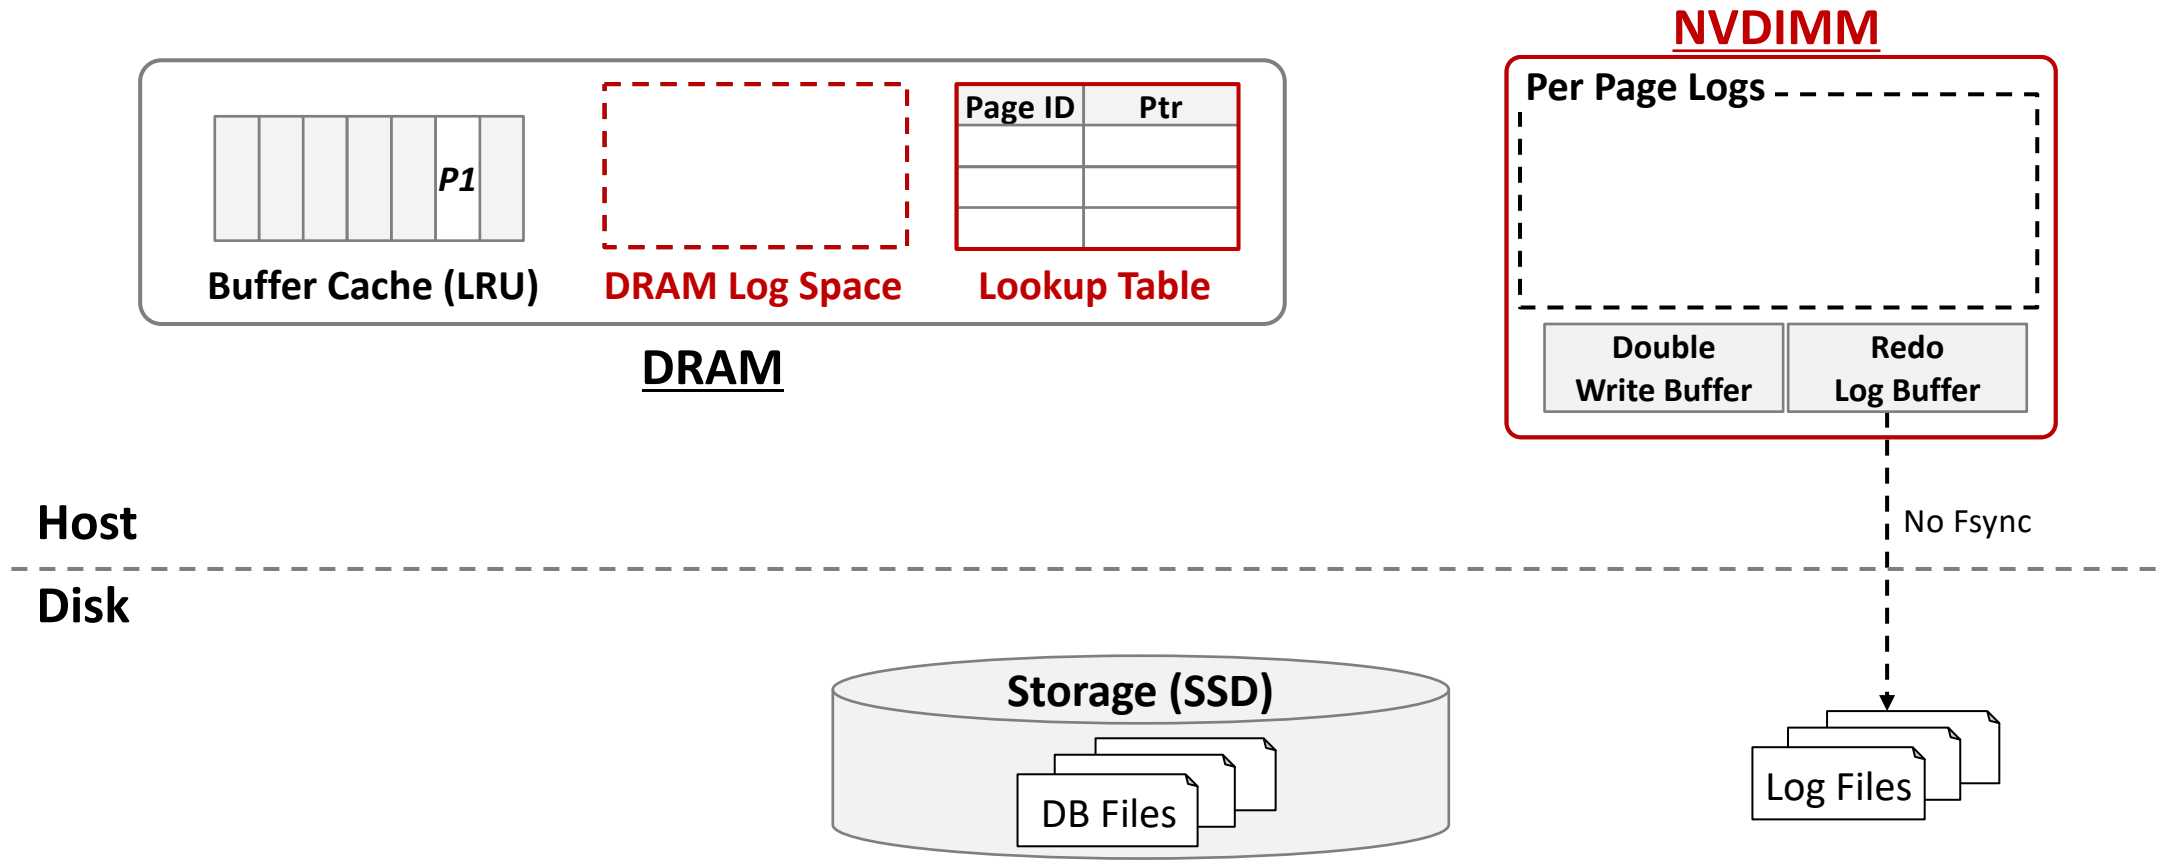 NVDIMM
Per Page Logs
Page ID
Ptr
P1
Buffer Cache (LRU)
DRAM Log Space
Lookup Table
DRAM
Double
Write Buffer
Redo
Log Buffer
Host
No Fsync
Disk
Storage (SSD)
DB Files
Log Files